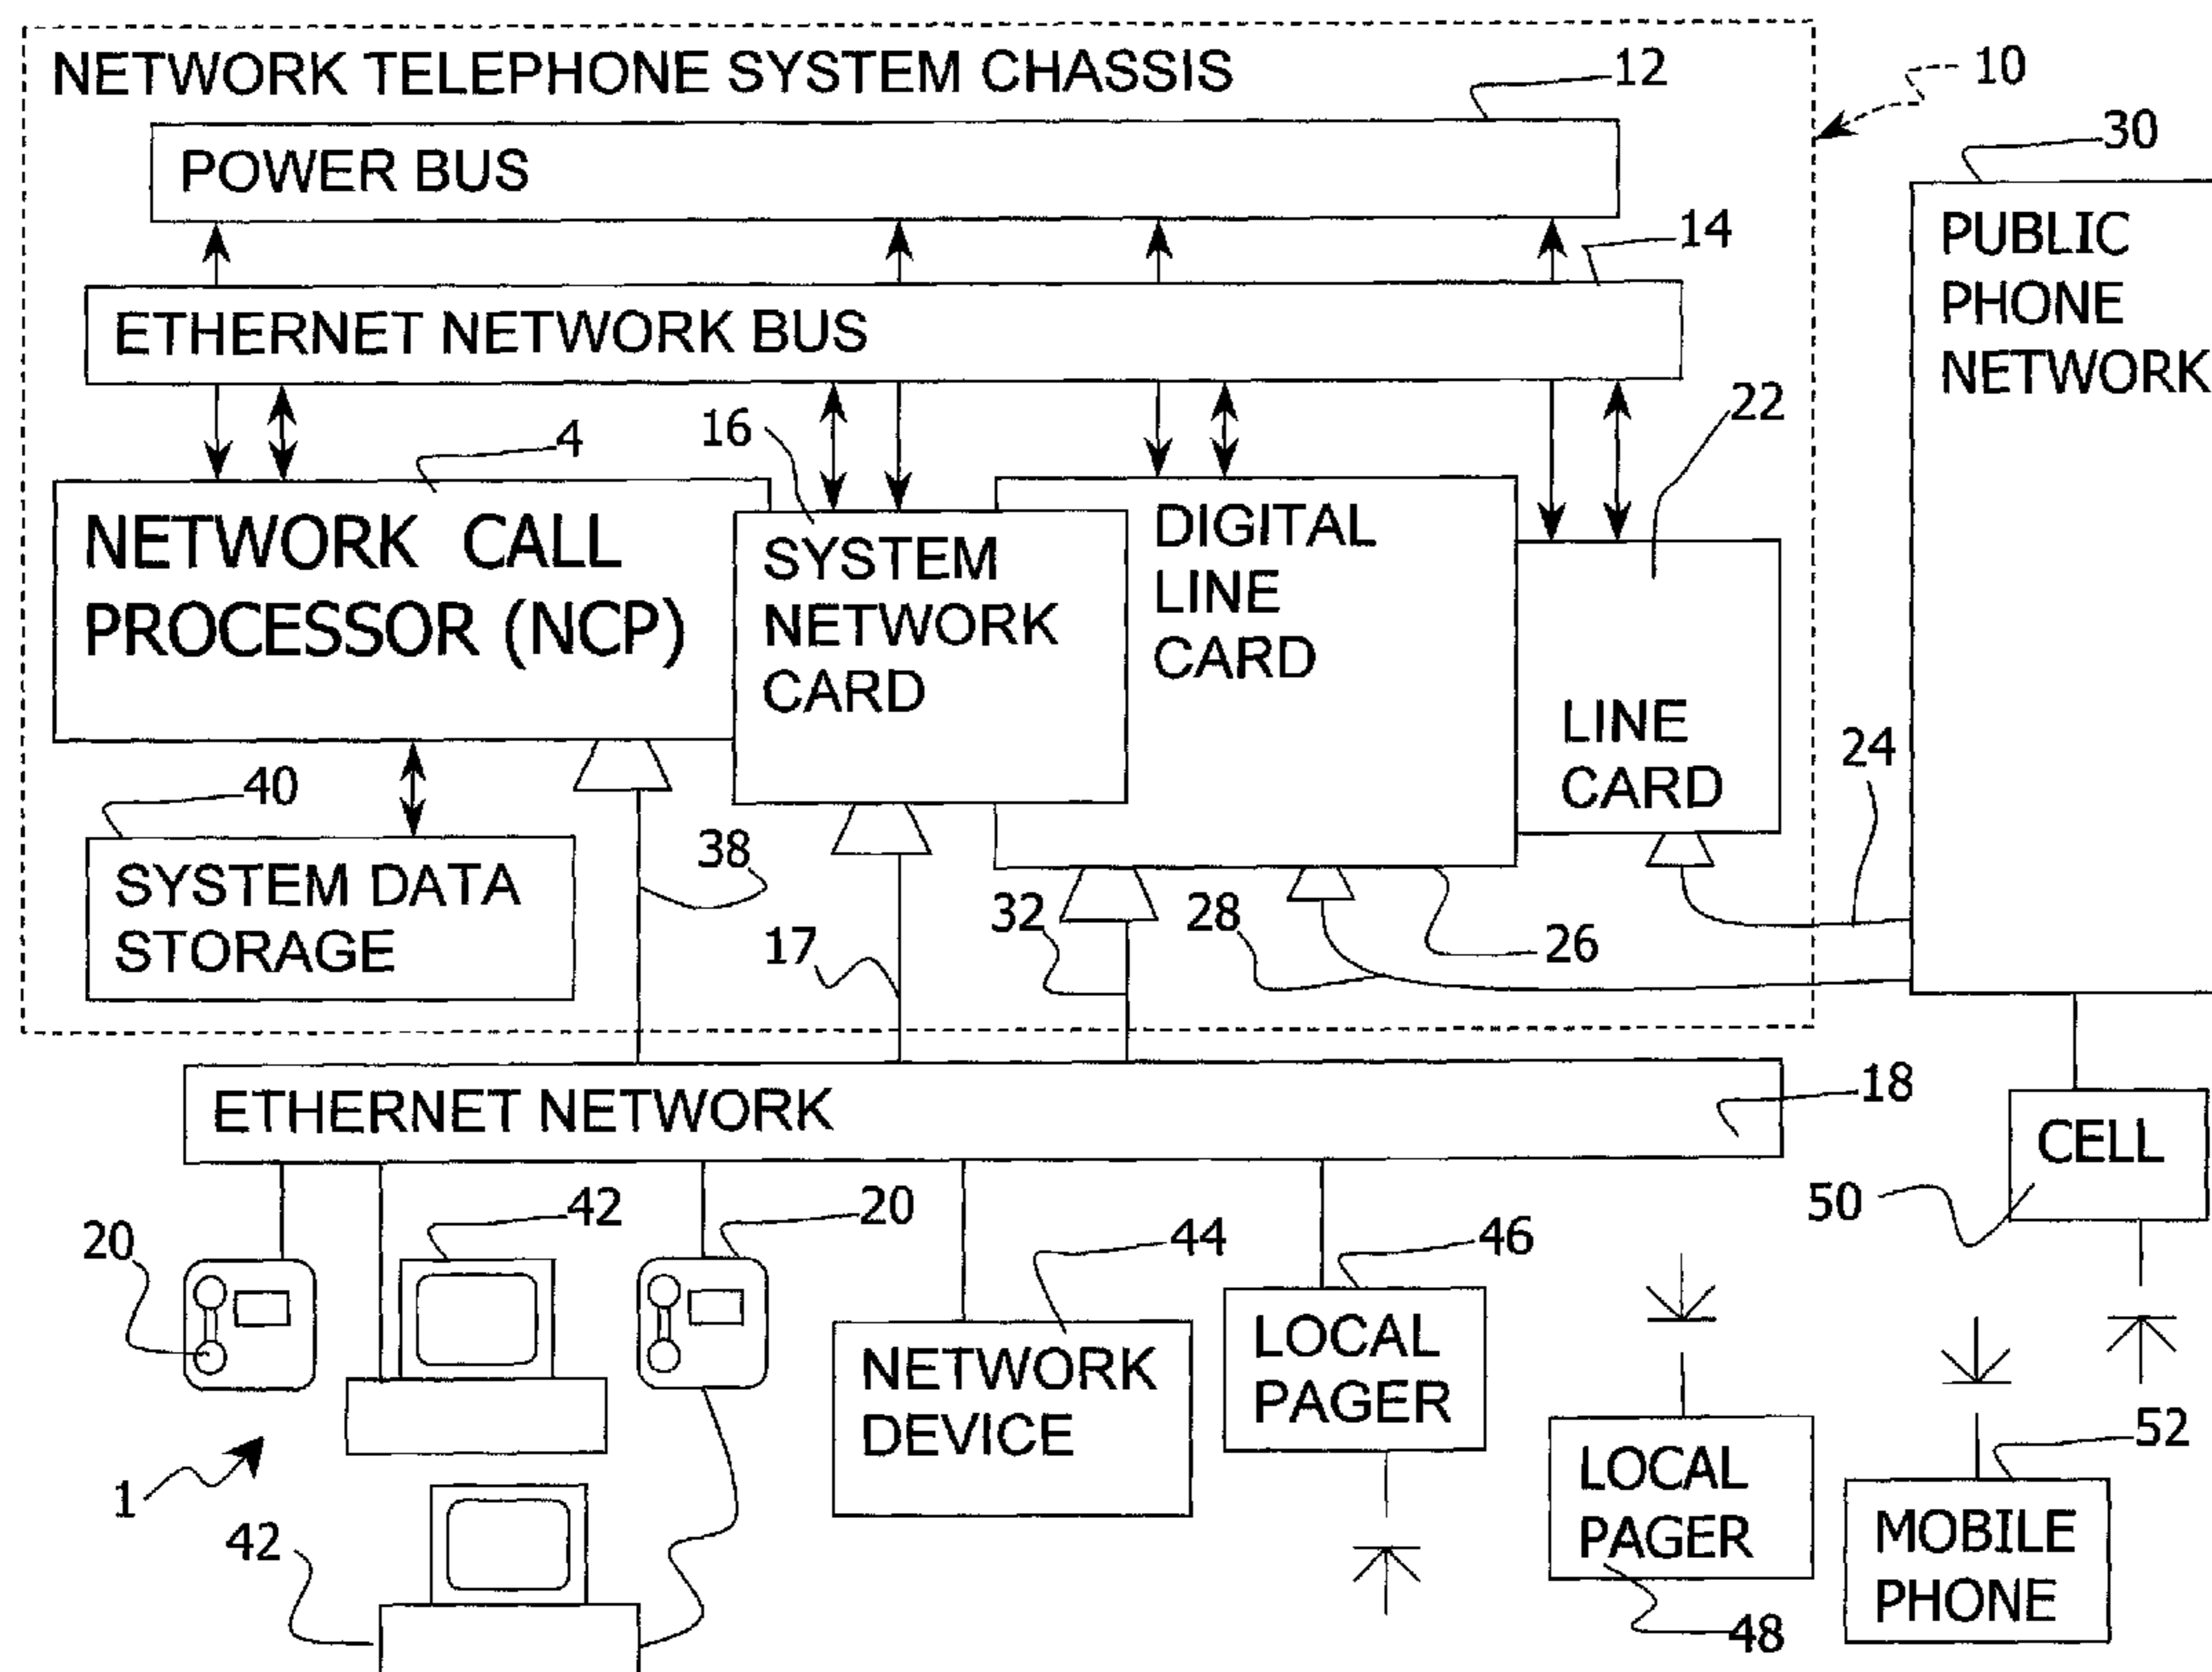 NETWORK TELEPHONE SYSTEM CHASSIS
12
10
POWER BUS
30
PUBLIC
PHONE
NETWORK
14
ETHERNET NETWORK BUS
4
16
22
NETWORK CALL
PROCESSOR (NCP)
SYSTEM
NETWORK
CARD
DIGITAL
LINE
CARD
LINE
CARD
24
40
38
SYSTEM DATA
STORAGE
17
32
28
26
18
ETHERNET NETWORK
CELL
50
20
42
20
44
46
NETWORK
DEVICE
LOCAL
PAGER
1
42
LOCAL
PAGER
48
52
MOBILE
PHONE